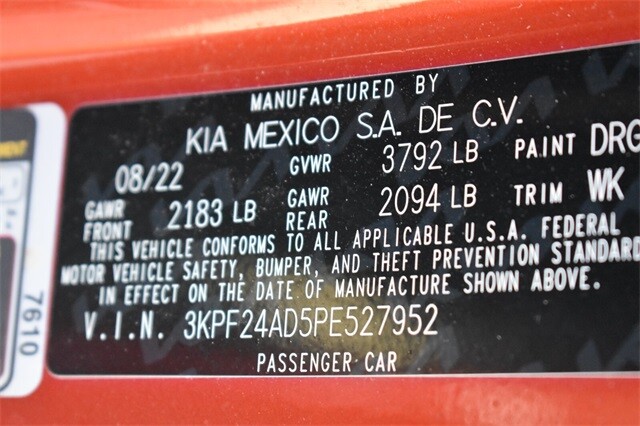 MANUFACTURED BY
KIA MEXICO S.A. DE C.V.
08/22 GVWR 3792 LB PAINT DRG
GAWR FRONT 2183 LB GAWR REAR 2094 LB TRIM WK
THIS VEHICLE CONFORMS TO ALL APPLICABLE U.S.A. FEDERAL
MOTOR VEHICLE SAFETY, BUMPER, AND THEFT PREVENTION STANDARD
IN EFFECT ON THE DATE OF MANUFACTURE SHOWN ABOVE.
V.I.N. 3KPF24AD5PE527952
PASSENGER CAR
7610